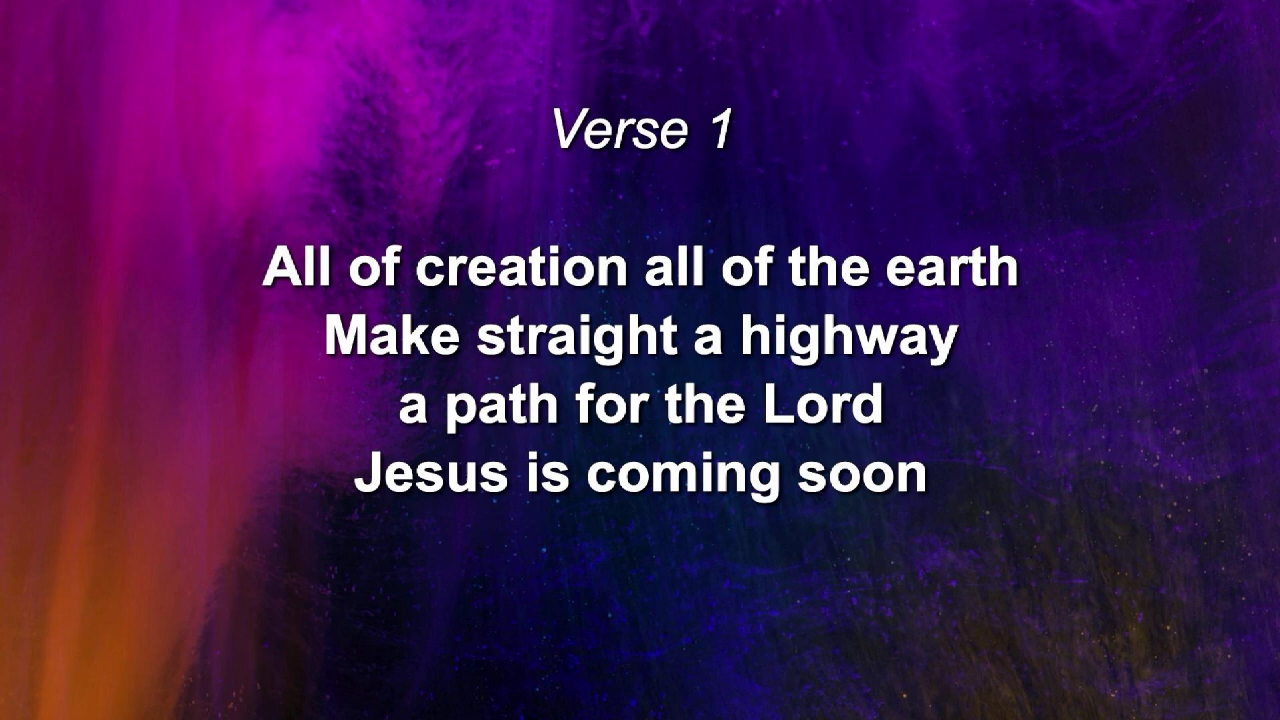 Verse 1
All of creation all of the earth
Make straight a highway
a path for the Lord
Jesus is coming soon